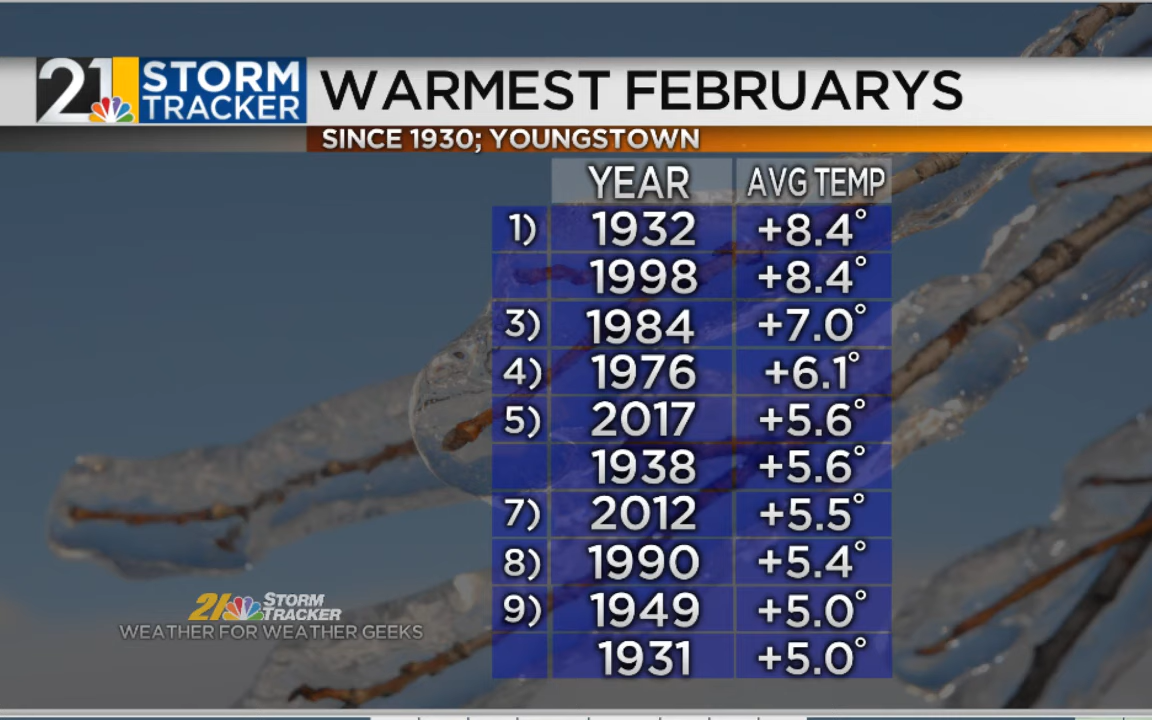 21 STORM TRACKER WARMEST FEBRUARYS
SINCE 1930; YOUNGSTOWN
YEAR AVG TEMP
1) 1932 +8.4°
1998 +8.4°
3) 1984 +7.0°
4) 1976 +6.1°
5) 2017 +5.6°
1938 +5.6°
7) 2012 +5.5°
8) 1990 +5.4°
9) 1949 +5.0°
1931 +5.0°
21 STORM TRACKER
WEATHER FOR WEATHER GEEKS